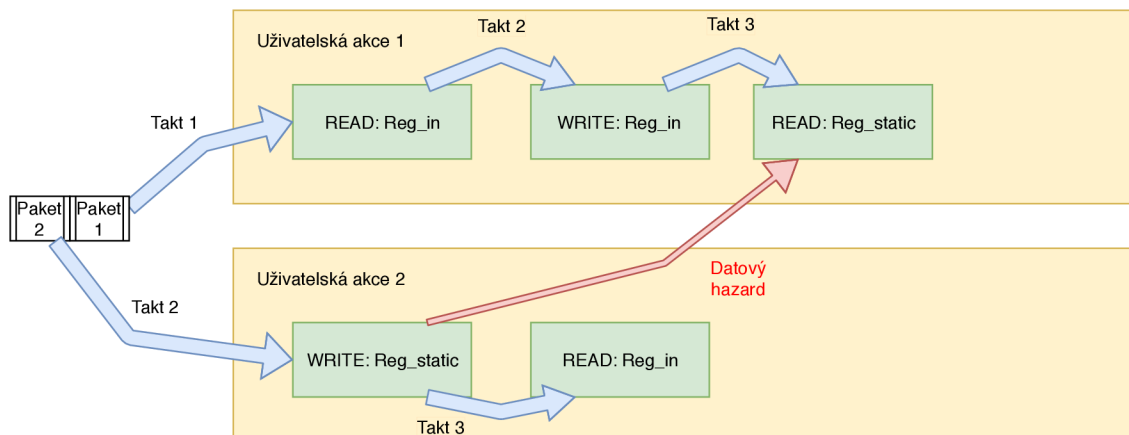 Uživatelská akce 1
Takt 2
Takt 3
Takt 1
READ: Reg_in
WRITE: Reg_in
READ: Reg_static
Paket
2
Paket
1
Uživatelská akce 2
Datový
hazard
Takt 2
WRITE: Reg_static
READ: Reg_in
Takt 3